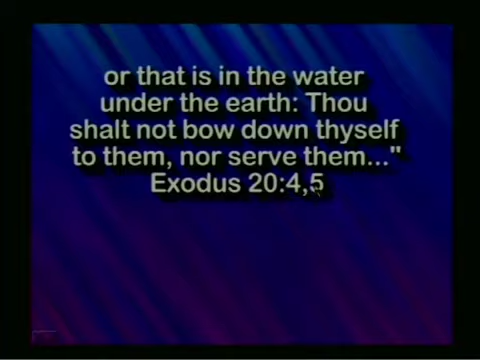 or that is in the water
under the earth: Thou
shalt not bow down thyself
to them, nor serve them..."
Exodus 20:4,5